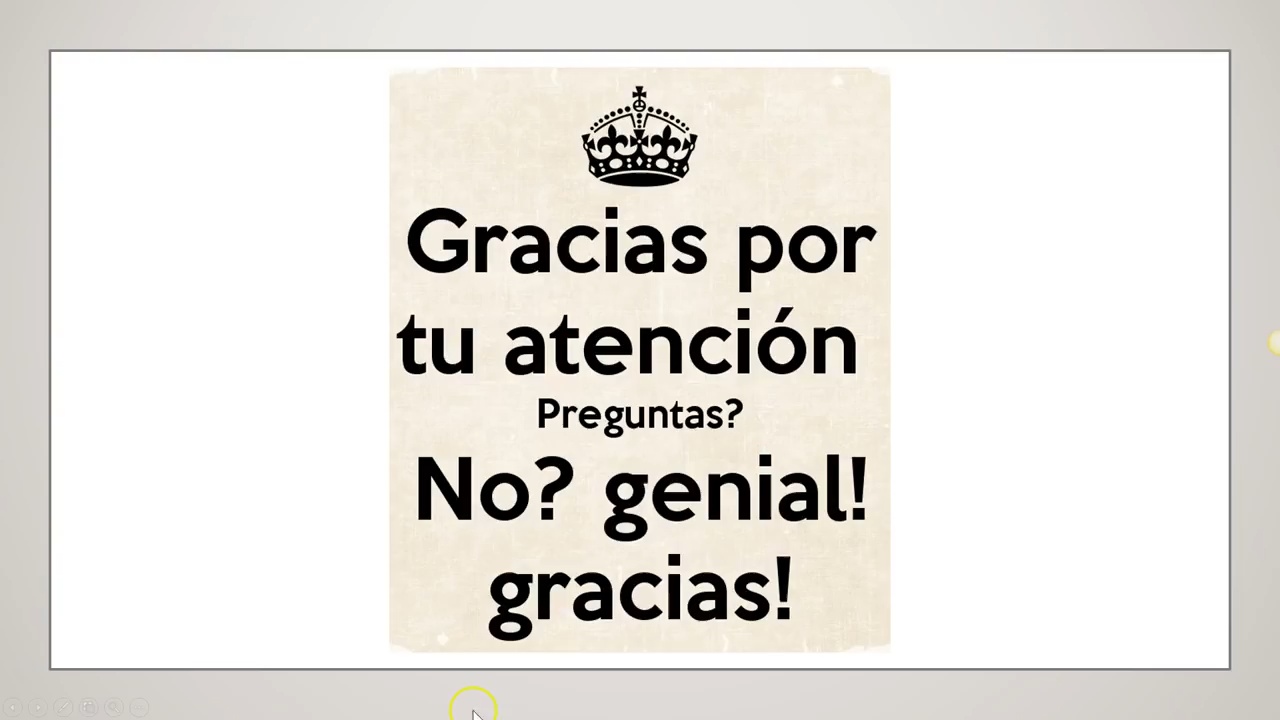 Gracias por
tu atención
Preguntas?
No? genial!
gracias!